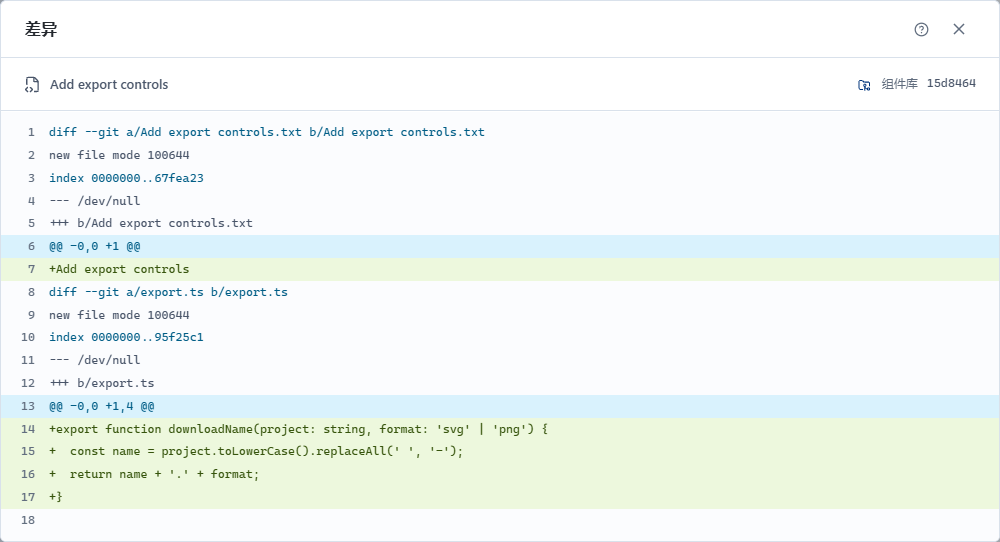 差异
Add export controls
组件库 15d8464
1 diff --git a/Add export controls.txt b/Add export controls.txt
2 new file mode 100644
3 index 0000000..67fea23
4 --- /dev/null
5 +++ b/Add export controls.txt
6 @@ -0,0 +1 @@
7 +Add export controls
8 diff --git a/export.ts b/export.ts
9 new file mode 100644
10 index 0000000..95f25c1
11 --- /dev/null
12 +++ b/export.ts
13 @@ -0,0 +1,4 @@
14 +export function downloadName(project: string, format: 'svg' | 'png') {
15 +  const name = project.toLowerCase().replaceAll(' ', '-');
16 +  return name + '.' + format;
17 +}
18